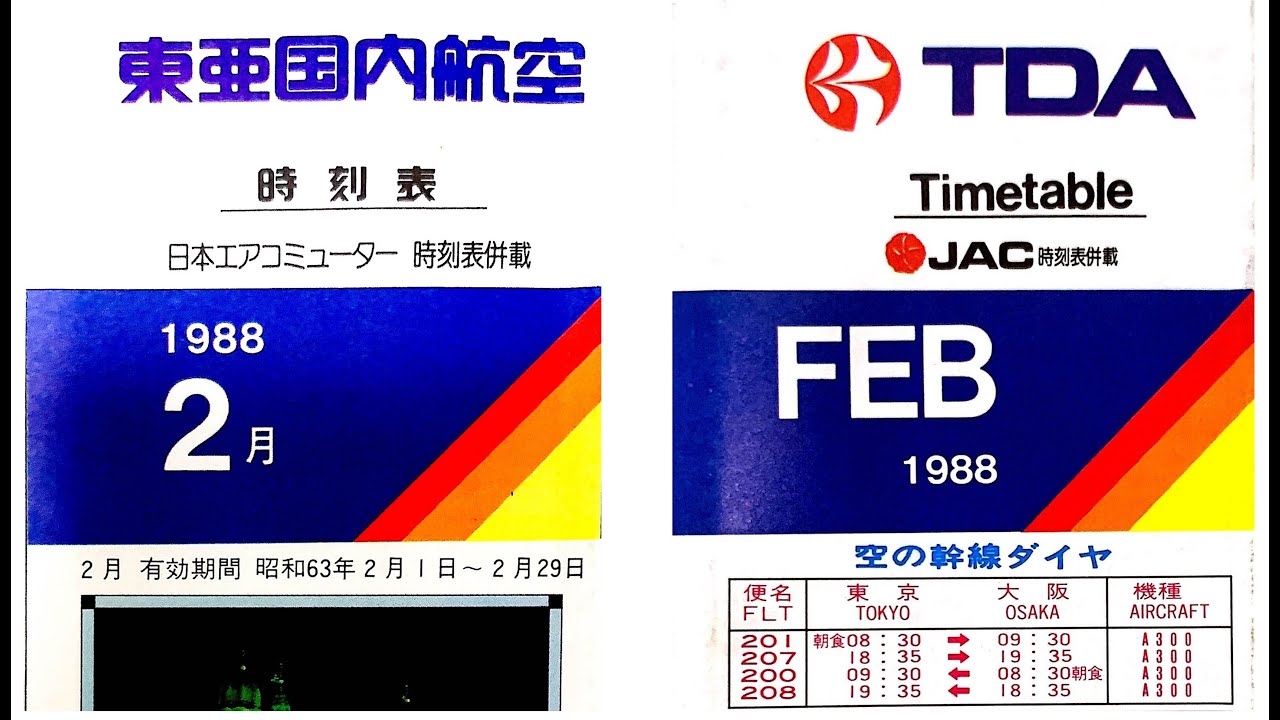 東亜国内航空
時刻表
日本エアコミューター 時刻表併載
1988
2月
2月 有効期間 昭和63年2月1日～2月29日
TDA
Timetable
JAC時刻表併載
FEB
1988
空の幹線ダイヤ
便名 東京 大阪 機種
FLT TOKYO OSAKA AIRCRAFT
201 朝食08:30 ➡ 09:30 A300
207 18:35 ➡ 19:35 A300
200 09:30 ⬅ 08:30朝食 A300
208 19:35 ⬅ 18:35 A300